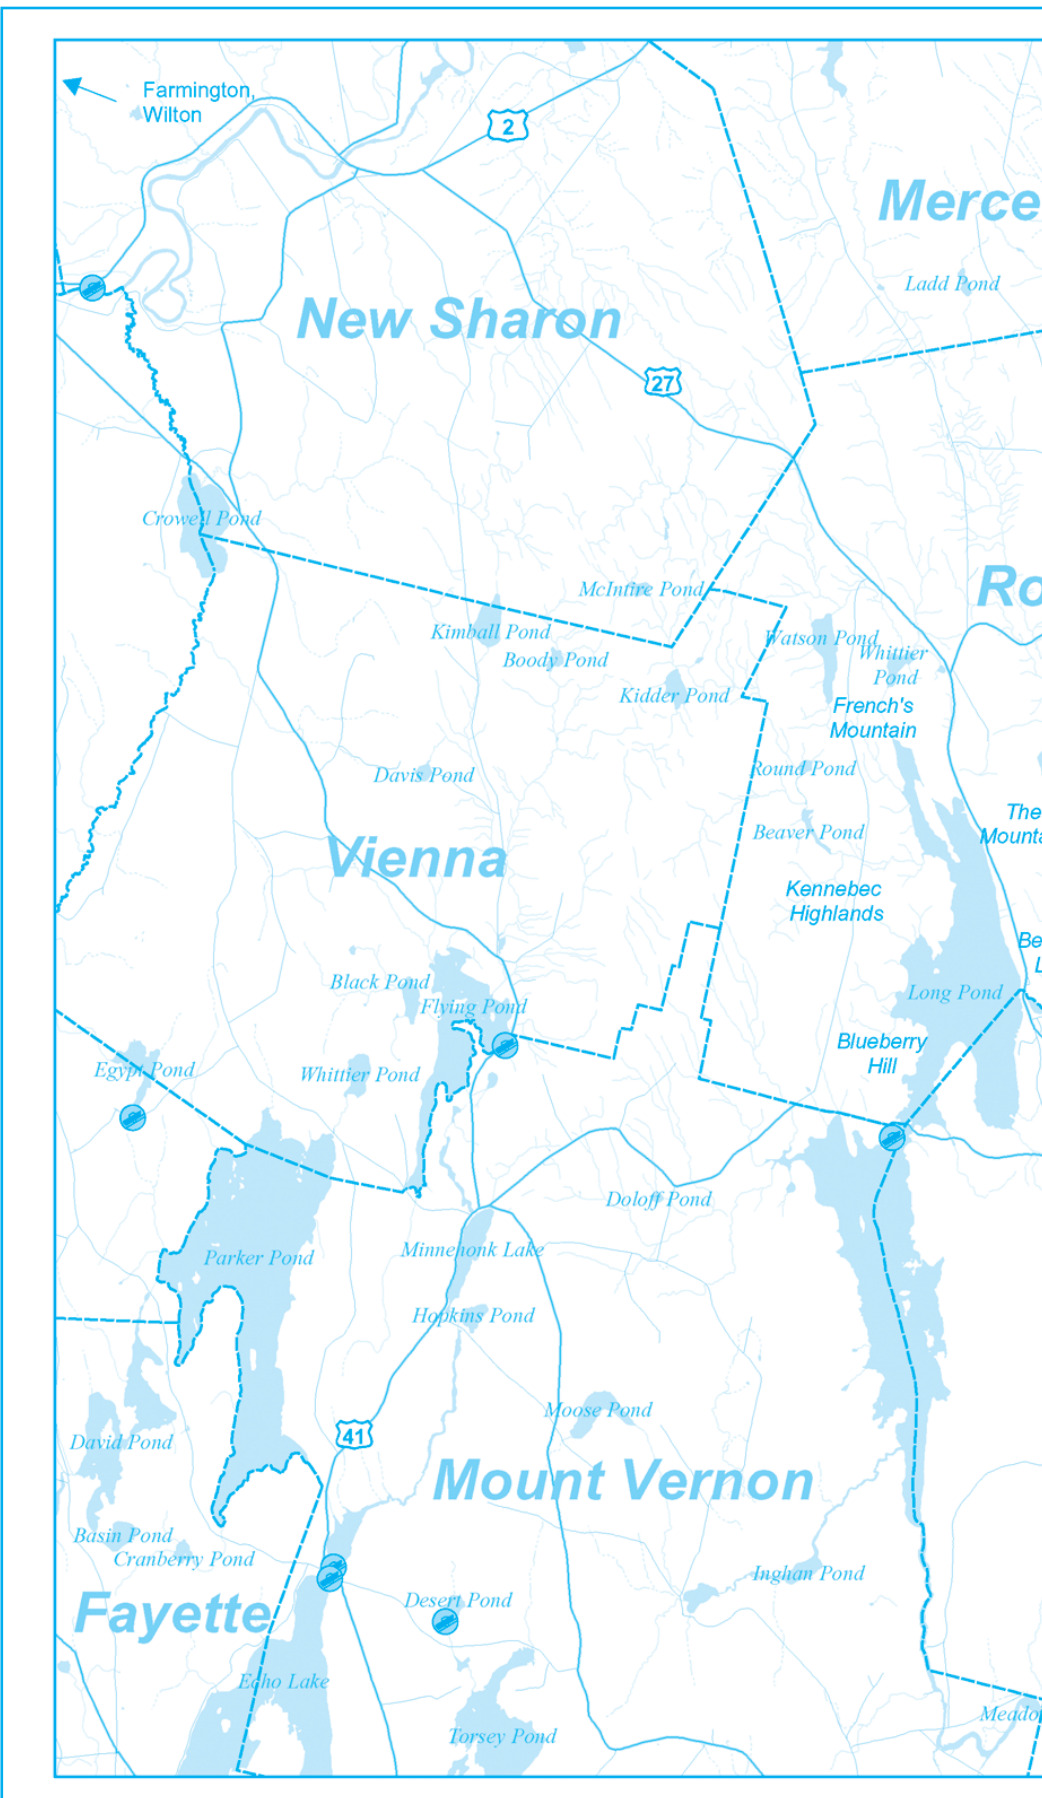 Farmington,
Wilton
2
Merce
Ladd Pond
New Sharon
27
Crowell Pond
McIntire Pond
Ro
Kimball Pond
Watson Pond
Boody Pond
Whittier
Pond
Kidder Pond
French's
Mountain
Davis Pond
Round Pond
The
Mounta
Beaver Pond
Vienna
Kennebec
Highlands
Be
L
Black Pond
Long Pond
Flying Pond
Blueberry
Hill
Egypt Pond
Whittier Pond
Doloff Pond
Minnehonk Lake
Parker Pond
Hopkins Pond
Moose Pond
41
David Pond
Mount Vernon
Basin Pond
Cranberry Pond
Inghan Pond
Desert Pond
Fayette
Echo Lake
Meado
Torsey Pond